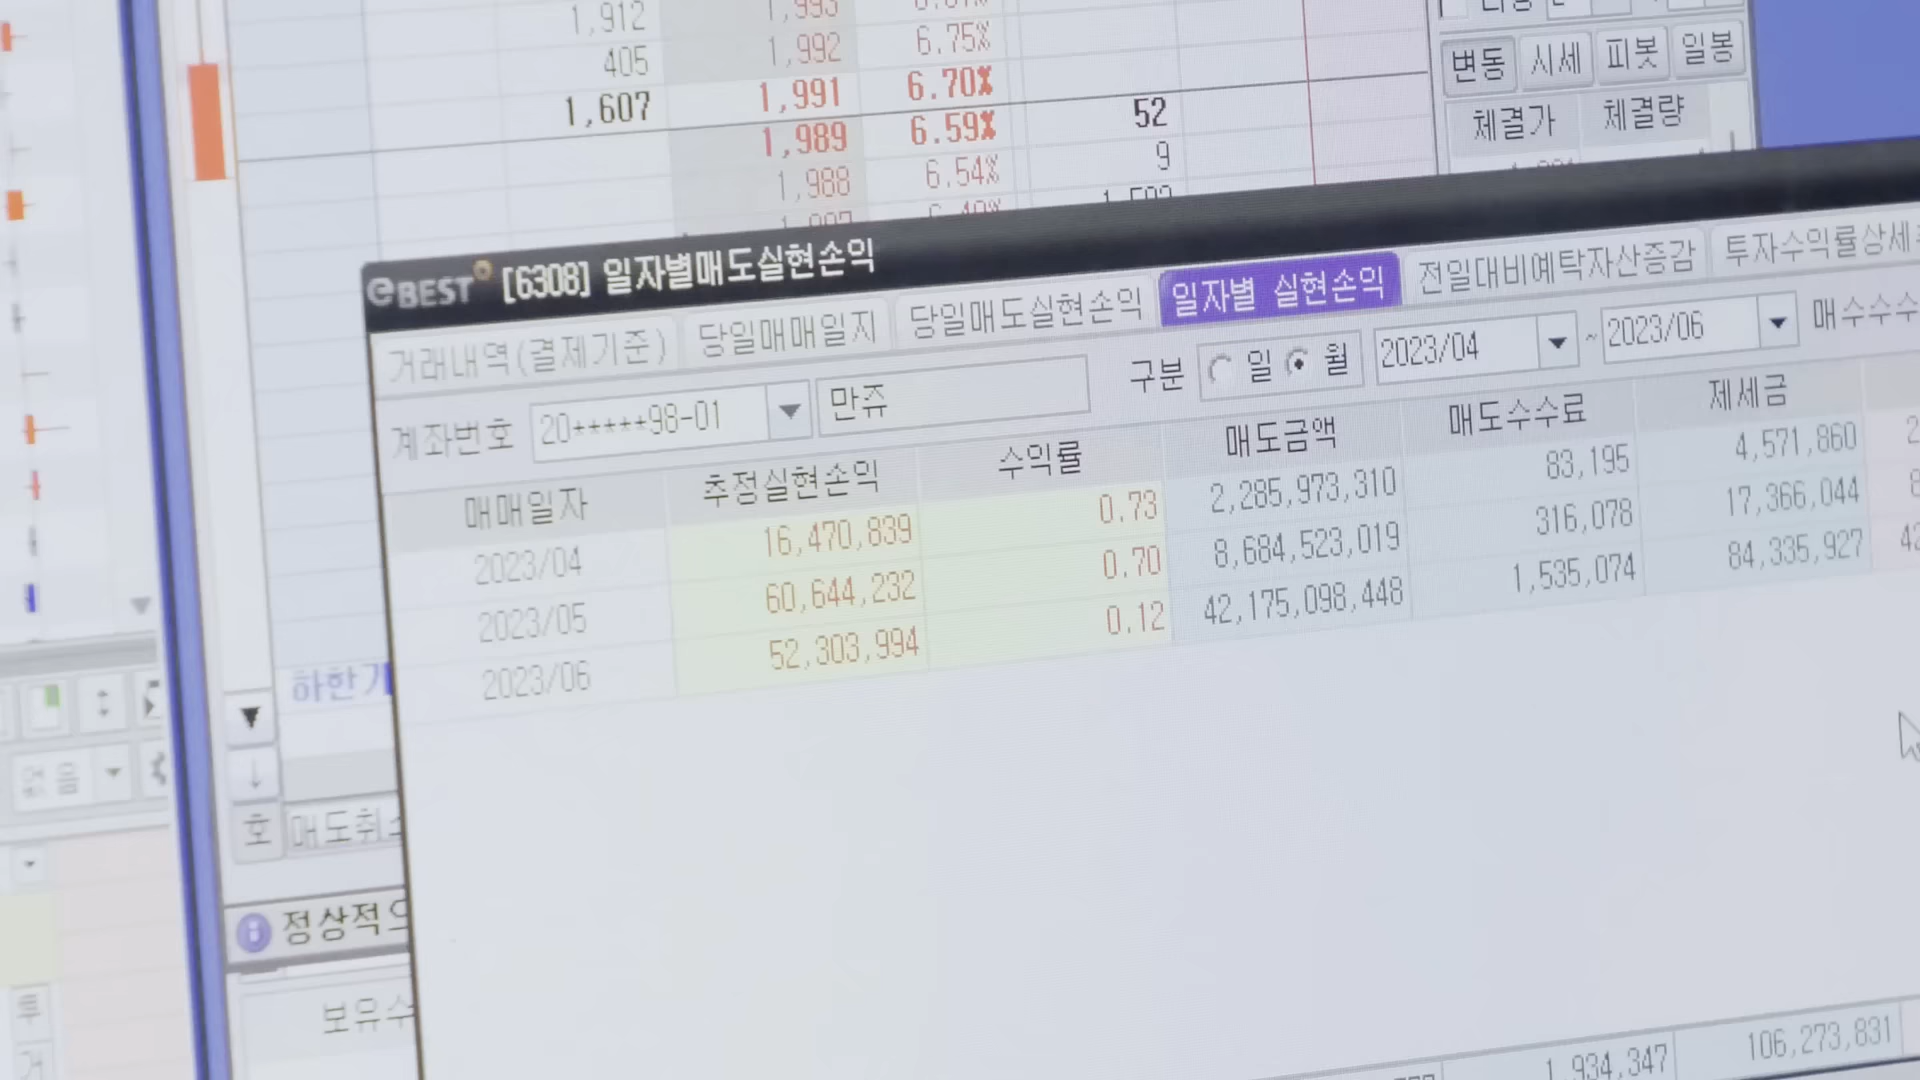 1,912 1,993
405 1,992 6.75%
1,607 1,991 6.70%
1,989 6.59% 52
1,988 6.54% 9
변동 시세 피봇 일봉
체결가 체결량
eBEST [6308] 일자별매도실현손익
거래내역(결제기준) 당일매매일지 당일매도실현손익 일자별 실현손익 전일대비예탁자산증감 투자수익률상세
계좌번호 20*****98-01 만쥬 구분 일 월 2023/04 ~ 2023/06 매수수수
매매일자 추정실현손익 수익률 매도금액 매도수수료 제세금
2023/04 16,470,839 0.73 2,285,973,310 83,195 4,571,860
2023/05 60,644,232 0.70 8,684,523,019 316,078 17,366,044
2023/06 52,303,994 0.12 42,175,098,448 1,535,074 84,335,927
하한가
없음
호 매도취소
정상적으
보유수
투
거
1,934,347 106,273,831